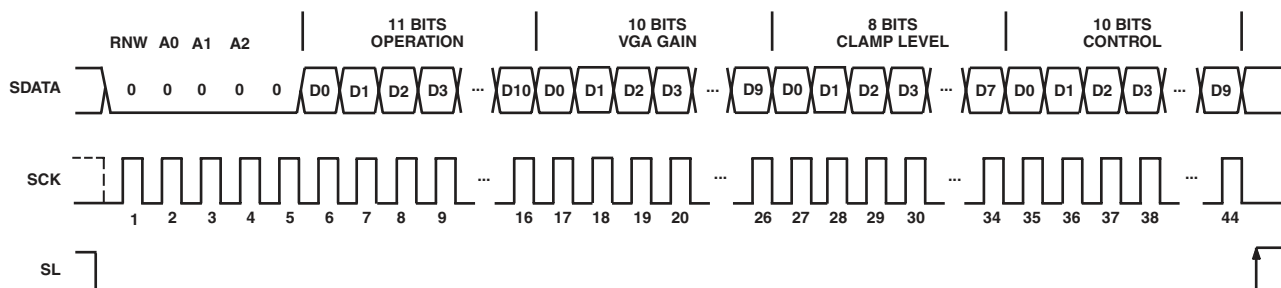 11 BITS
OPERATION
10 BITS
VGA GAIN
8 BITS
CLAMP LEVEL
10 BITS
CONTROL
RNW A0 A1 A2
SDATA 0 0 0 0 0 D0 D1 D2 D3 ... D10 D0 D1 D2 D3 ... D9 D0 D1 D2 D3 ... D7 D0 D1 D2 D3 ... D9
SCK ... ... ... ...
1 2 3 4 5 6 7 8 9 16 17 18 19 20 26 27 28 29 30 34 35 36 37 38 44
SL